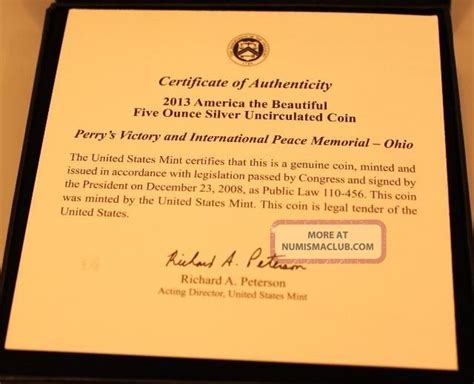 Certificate of Authenticity
2013 America the Beautiful
Five Ounce Silver Uncirculated Coin
Perry's Victory and International Peace Memorial – Ohio
The United States Mint certifies that this is a genuine coin, minted and
issued in accordance with legislation passed by Congress and signed by
the President on December 23, 2008, as Public Law 110-456. This coin
was minted by the United States Mint. This coin is legal tender of the
United States.
MORE AT
NUMISMACLUB.COM
Richard A. Peterson
Richard A. Peterson
Acting Director, United States Mint